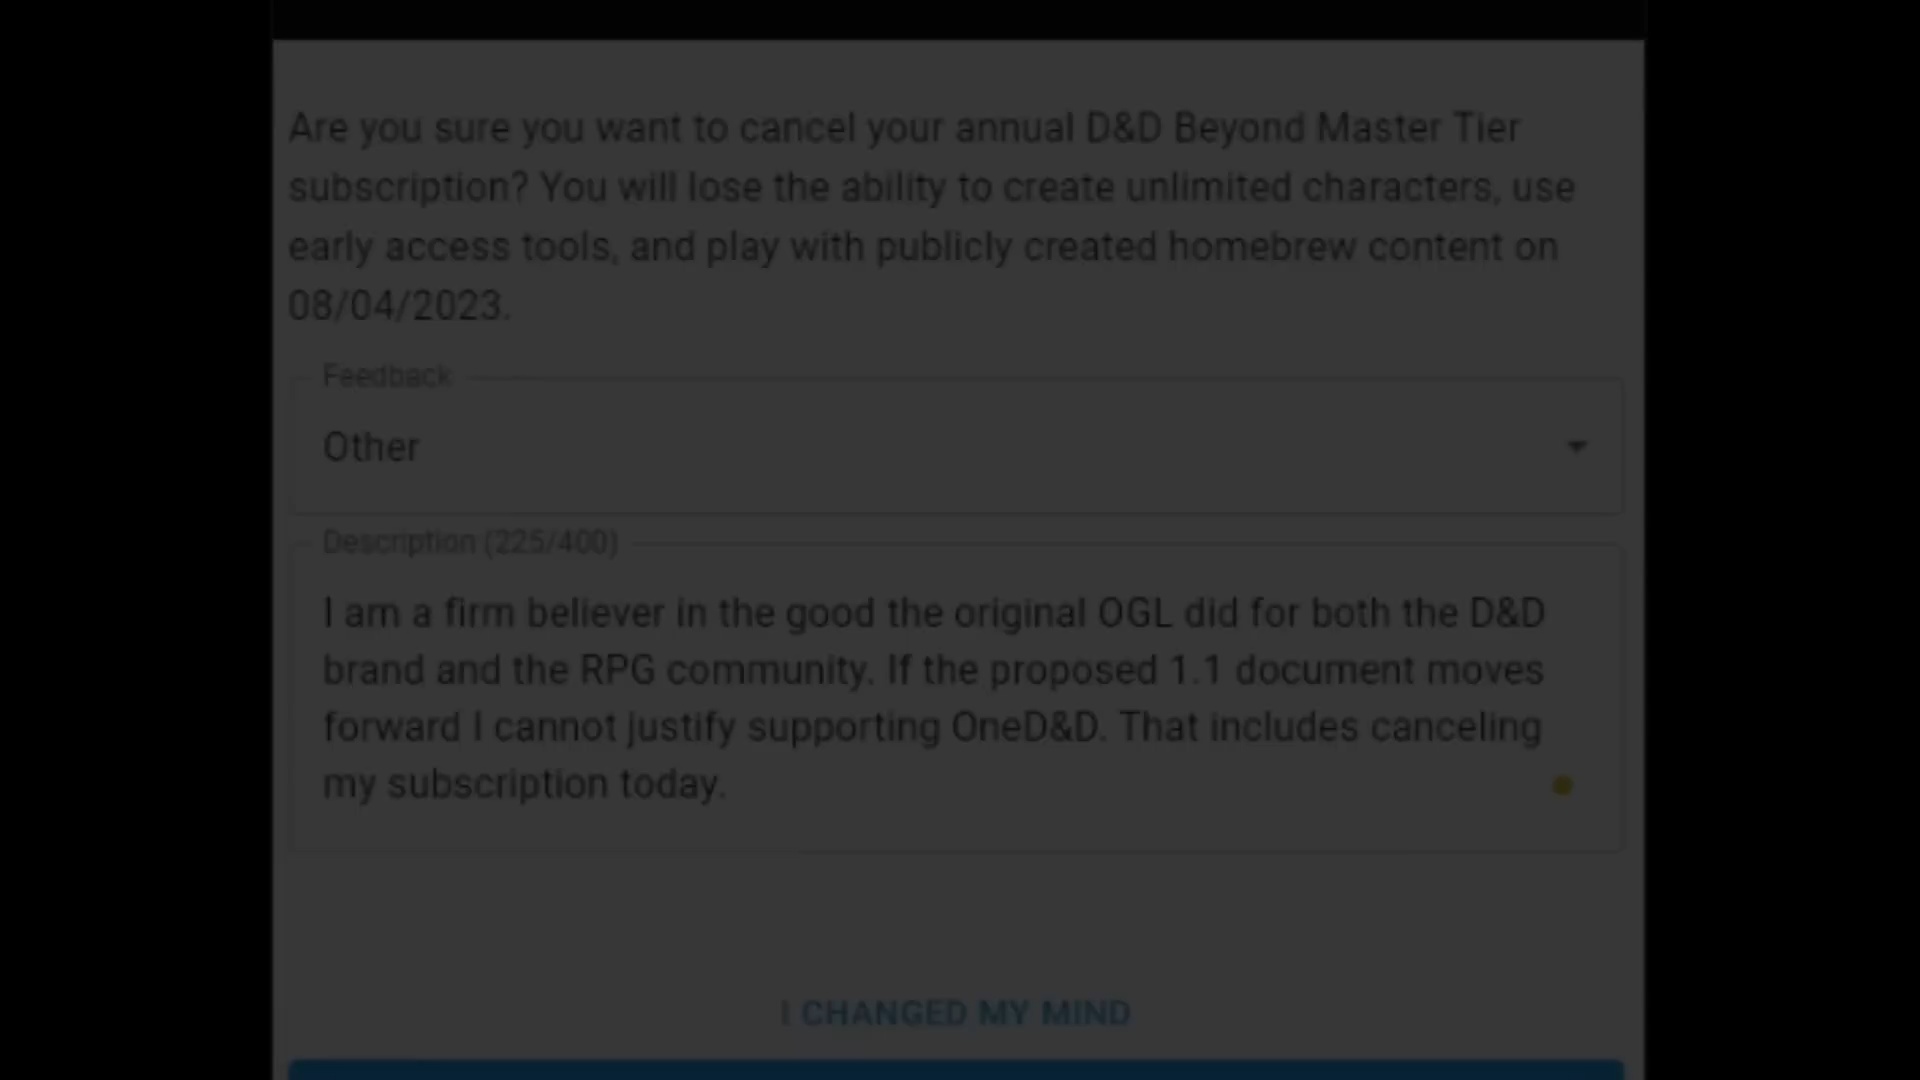 Are you sure you want to cancel your annual D&D Beyond Master Tier
subscription? You will lose the ability to create unlimited characters, use
early access tools, and play with publicly created homebrew content on
08/04/2023.
Feedback
Other
Description (225/400)
I am a firm believer in the good the original OGL did for both the D&D
brand and the RPG community. If the proposed 1.1 document moves
forward I cannot justify supporting OneD&D. That includes canceling
my subscription today.
I CHANGED MY MIND